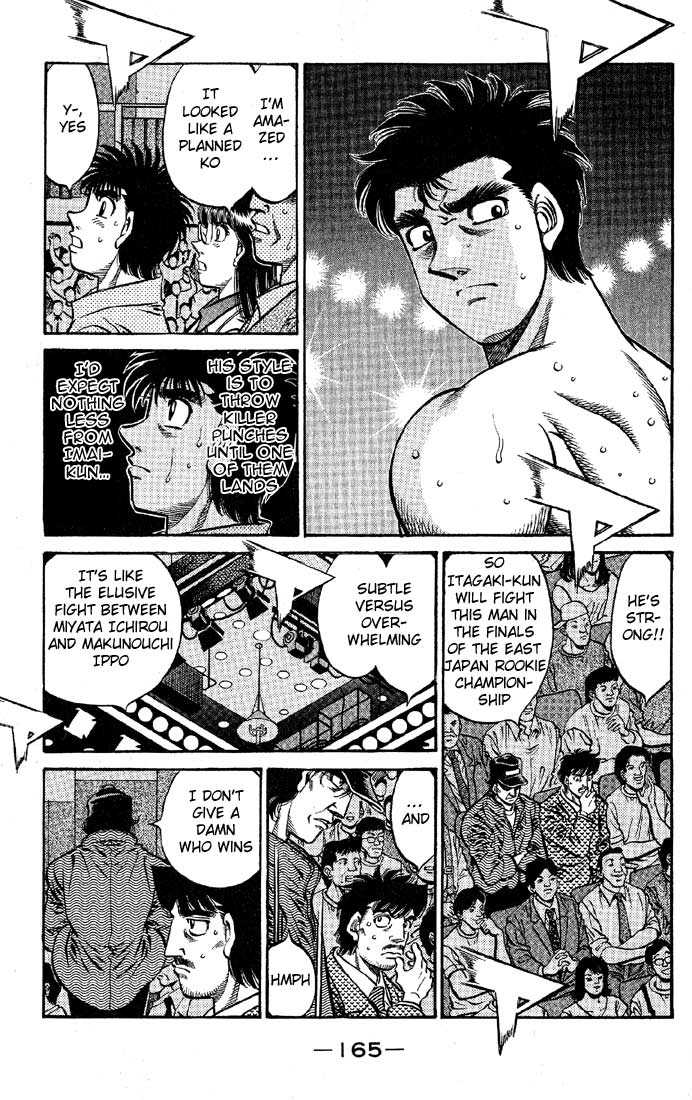 I'M
AMA-
ZED
...
IT
LOOKED
LIKE A
PLANNED
KO
Y-,
YES
HIS STYLE
IS TO
THROW
KILLER
PUNCHES
UNTIL ONE
OF THEM
LANDS
I'D
EXPECT
NOTHING
LESS
FROM
IMAI-
KUN...
HE'S
STR-
ONG!!
SO
ITAGAKI-KUN
WILL FIGHT
THIS MAN IN
THE FINALS
OF THE EAST
JAPAN ROOKIE
CHAMPION-
SHIP
SUBTLE
VERSUS
OVER-
WHELMING
IT'S LIKE
THE ELUSIVE
FIGHT BETWEEN
MIYATA ICHIROU
AND MAKUNOUCHI
IPPO
...
AND
HMPH
I DON'T
GIVE A
DAMN
WHO WINS
—165—